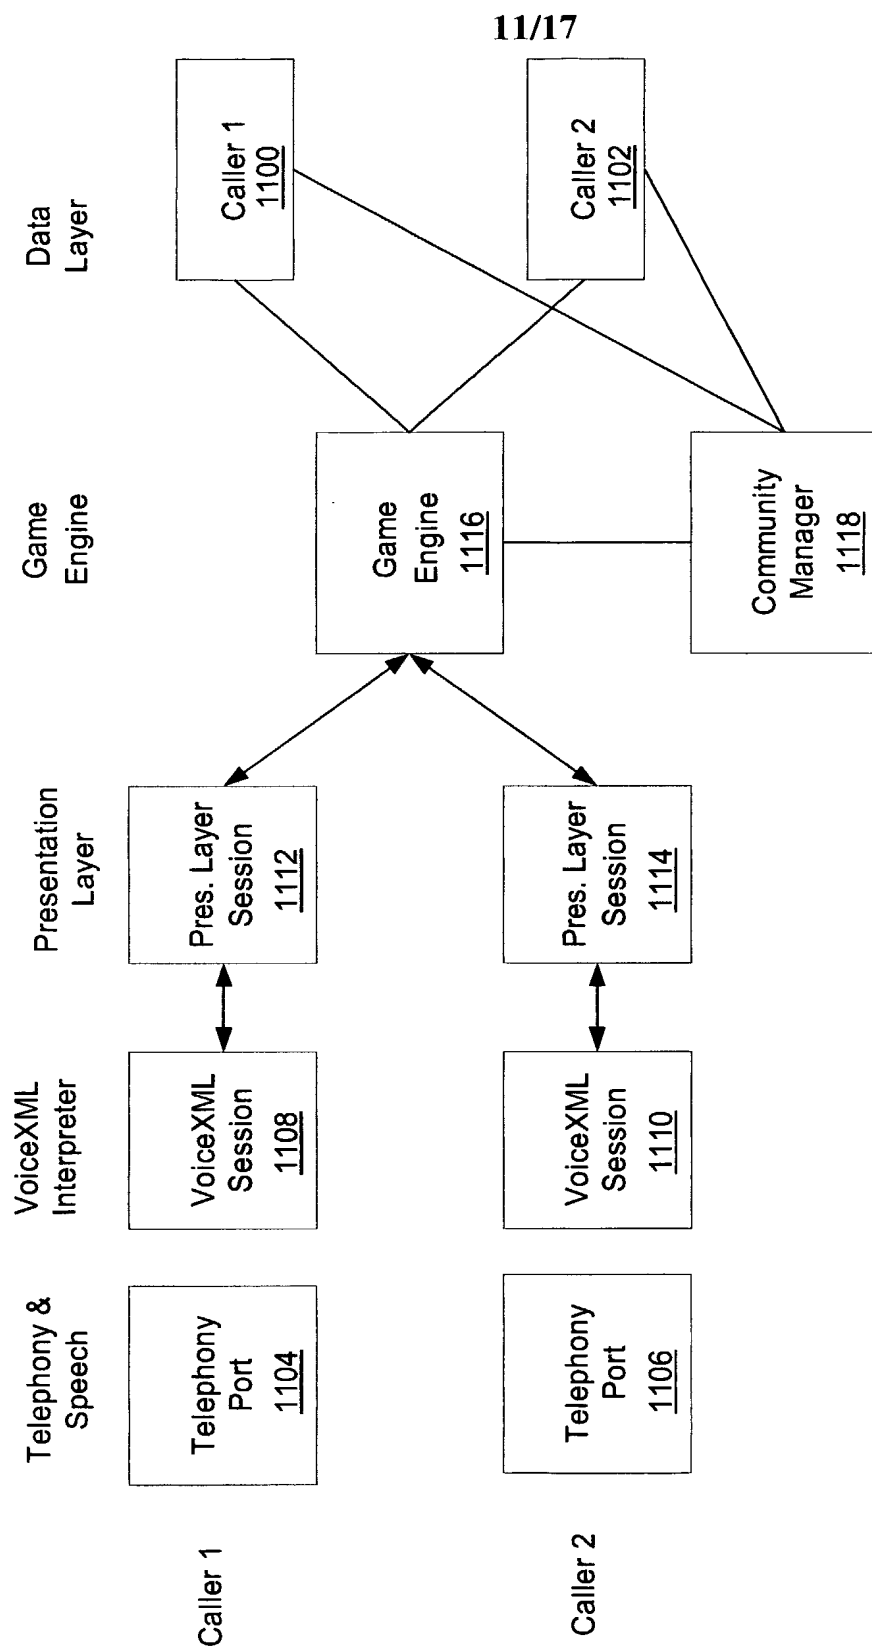 11/17
Telephony &
Speech
VoiceXML
Interpreter
Presentation
Layer
Game
Engine
Data
Layer
Caller 1
Telephony
Port
1104
VoiceXML
Session
1108
Pres. Layer
Session
1112
Game
Engine
1116
Caller 1
1100
Caller 2
Telephony
Port
1106
VoiceXML
Session
1110
Pres. Layer
Session
1114
Community
Manager
1118
Caller 2
1102